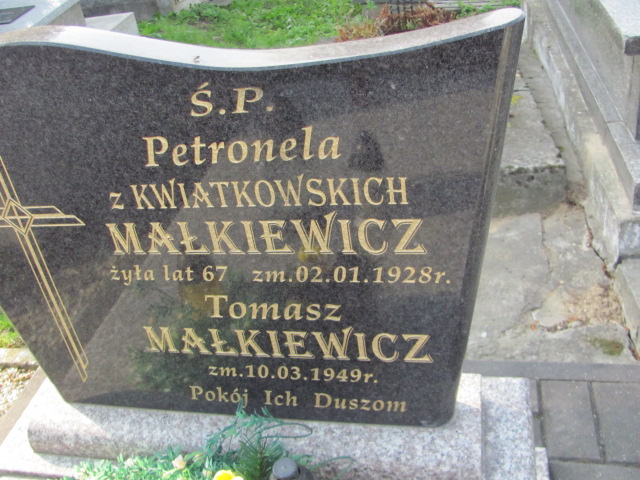 Ś.P.
Petronela
z KWIATKOWSKICH
MAŁKIEWICZ
żyła lat 67 zm.02.01.1928r.
Tomasz
MAŁKIEWICZ
zm.10.03.1949r.
Pokój Ich Duszom